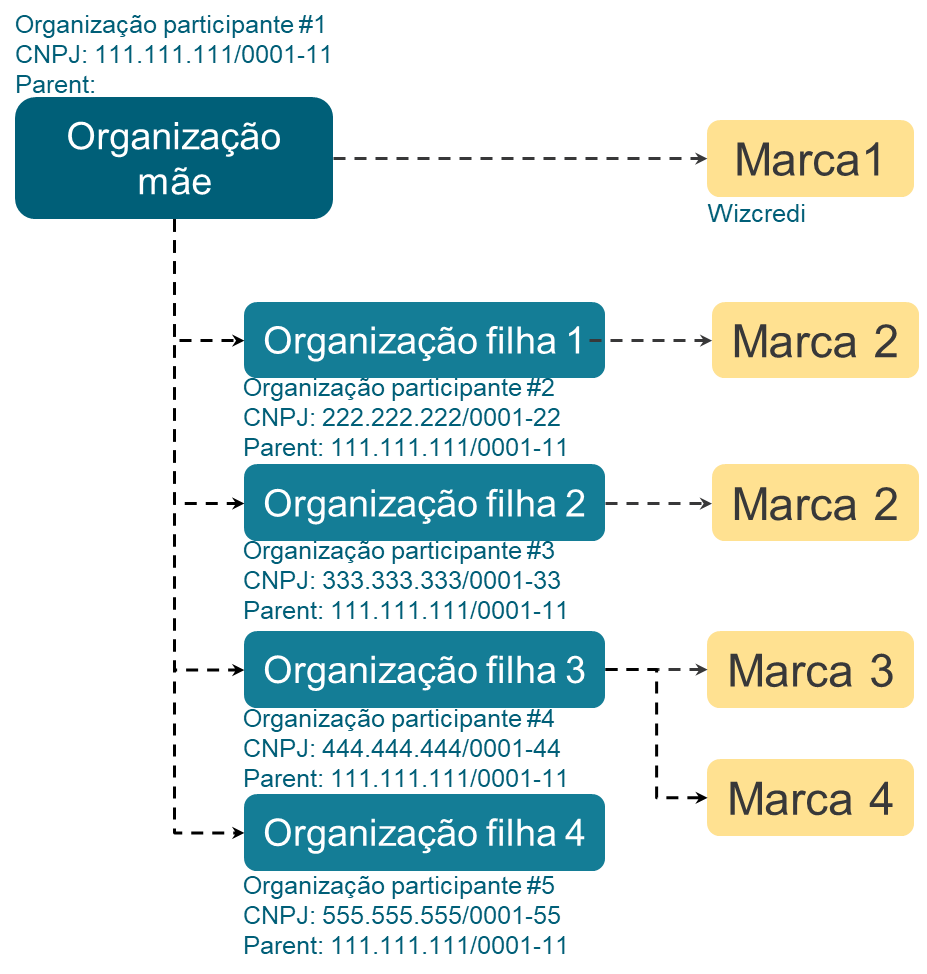 Organização participante #1
CNPJ: 111.111.111/0001-11
Parent:
Organização
mãe
Marca1
Wizcredi
Organização filha 1
Marca 2
Organização participante #2
CNPJ: 222.222.222/0001-22
Parent: 111.111.111/0001-11
Organização filha 2
Marca 2
Organização participante #3
CNPJ: 333.333.333/0001-33
Parent: 111.111.111/0001-11
Organização filha 3
Marca 3
Organização participante #4
CNPJ: 444.444.444/0001-44
Parent: 111.111.111/0001-11
Marca 4
Organização filha 4
Organização participante #5
CNPJ: 555.555.555/0001-55
Parent: 111.111.111/0001-11